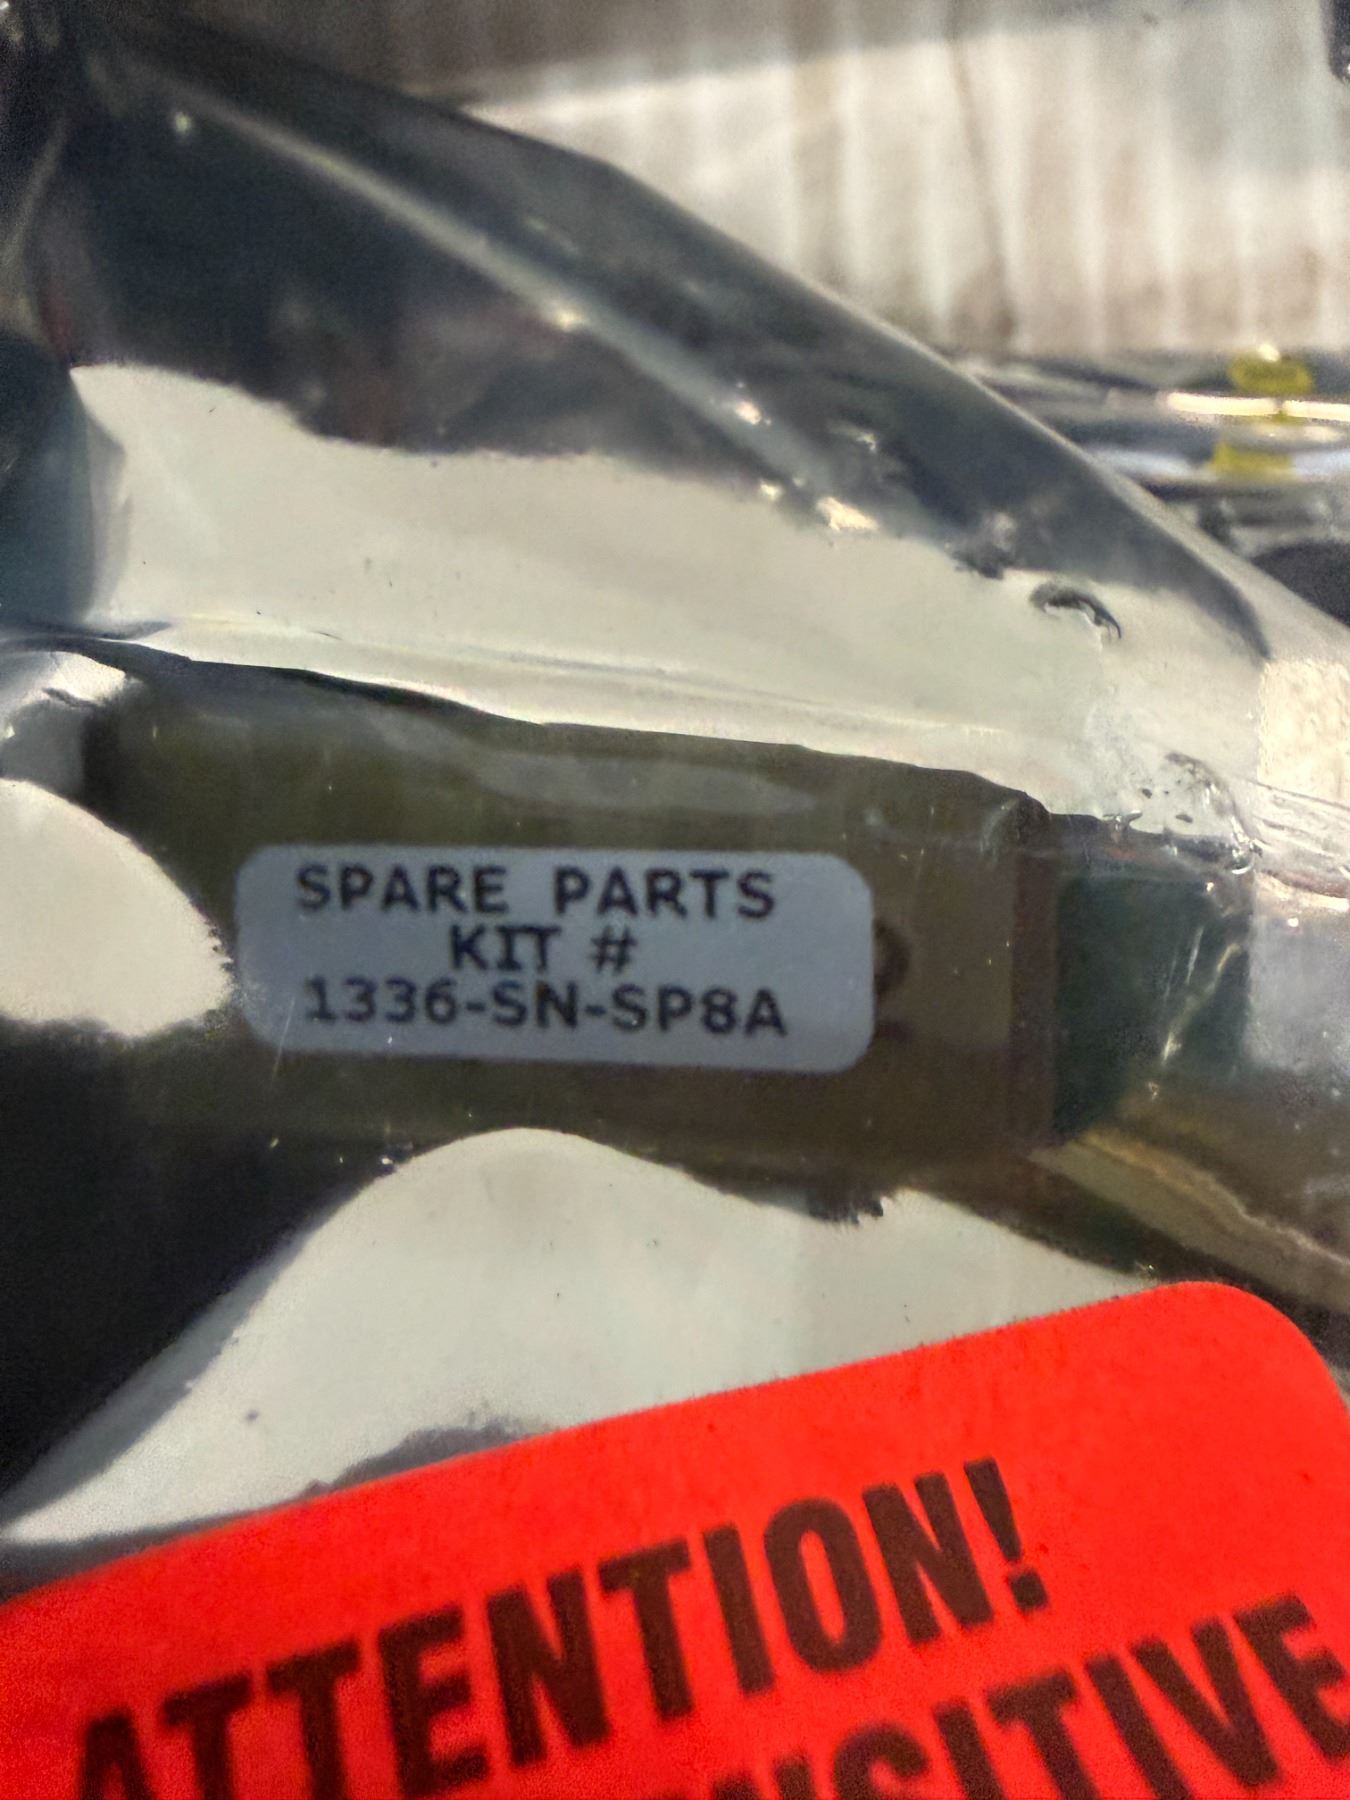 SPARE PARTS
KIT #
1336-SN-SP8A
ATTENTION!